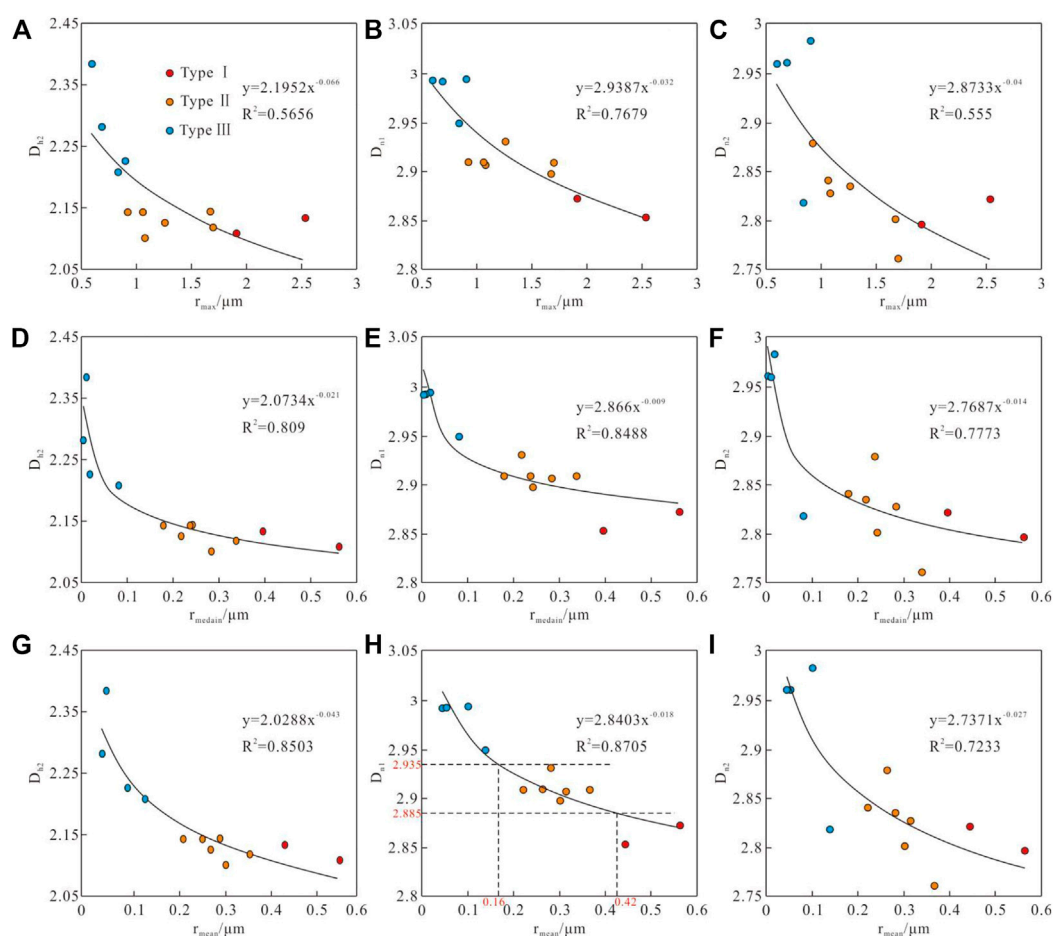 A
2.45
2.35
2.25
2.15
2.05
D_h2
Type Ⅰ
Type Ⅱ
Type Ⅲ
y=2.1952x^-0.066
R²=0.5656
0.5 1 1.5 2 2.5 3
r_max/μm
B
3.05
3
2.95
2.9
2.85
2.8
D_n1
y=2.9387x^-0.032
R²=0.7679
0.5 1 1.5 2 2.5 3
r_max/μm
C
3
2.95
2.9
2.85
2.8
2.75
D_n2
y=2.8733x^-0.04
R²=0.555
0.5 1 1.5 2 2.5 3
r_max/μm
D
2.45
2.35
2.25
2.15
2.05
D_h2
y=2.0734x^-0.021
R²=0.809
0 0.1 0.2 0.3 0.4 0.5 0.6
r_medain/μm
E
3.05
3
2.95
2.9
2.85
2.8
D_n1
y=2.866x^-0.009
R²=0.8488
0 0.1 0.2 0.3 0.4 0.5 0.6
r_medain/μm
F
3
2.95
2.9
2.85
2.8
2.75
D_n2
y=2.7687x^-0.014
R²=0.7773
0 0.1 0.2 0.3 0.4 0.5 0.6
r_medain/μm
G
2.45
2.35
2.25
2.15
2.05
D_h2
y=2.0288x^-0.043
R²=0.8503
0 0.1 0.2 0.3 0.4 0.5 0.6
r_mean/μm
H
3.05
3
2.95
2.935
2.9
2.885
2.85
2.8
D_n1
y=2.8403x^-0.018
R²=0.8705
0.16 0.42
0 0.1 0.2 0.3 0.4 0.5 0.6
r_mean/μm
I
3
2.95
2.9
2.85
2.8
2.75
D_n2
y=2.7371x^-0.027
R²=0.7233
0 0.1 0.2 0.3 0.4 0.5 0.6
r_mean/μm